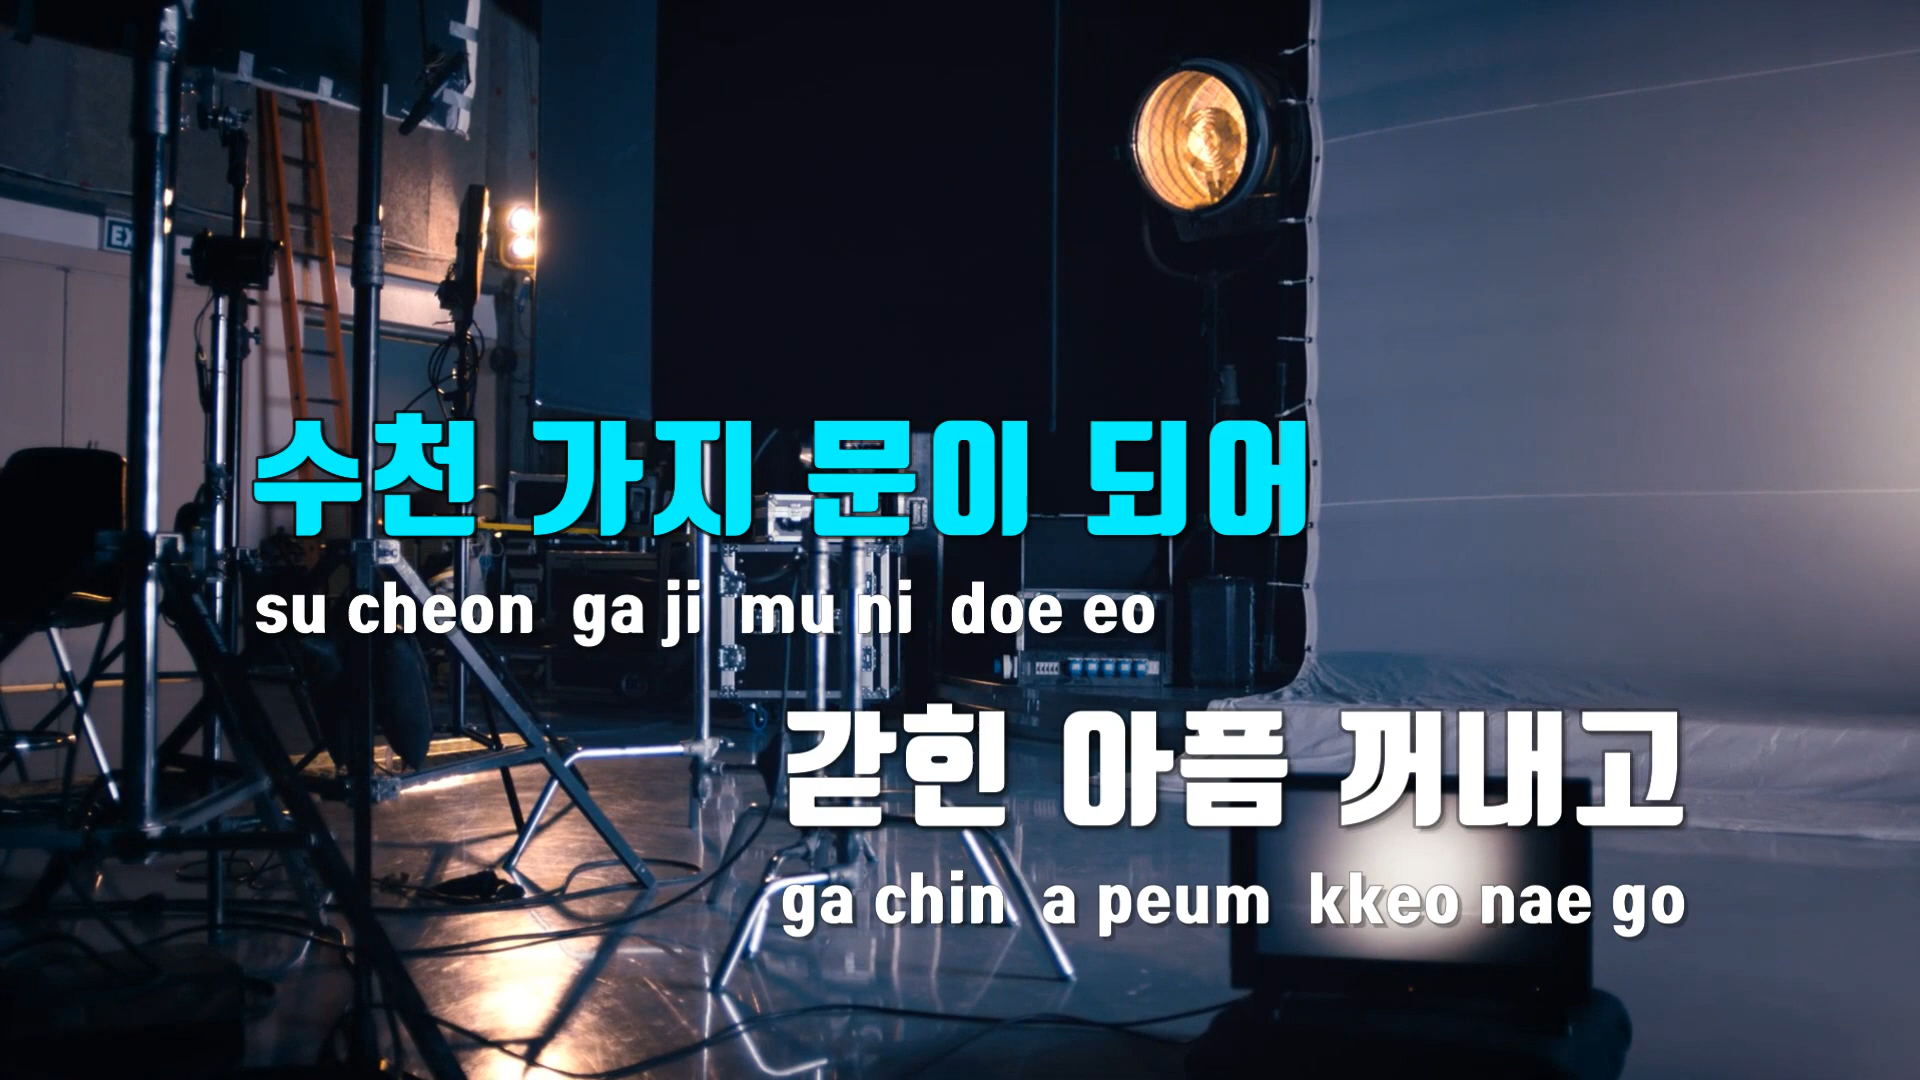 EX
수천 가지 문이 되어
su cheon ga ji mu ni doe eo
갇힌 아픔 꺼내고
ga chin a peum kkeo nae go